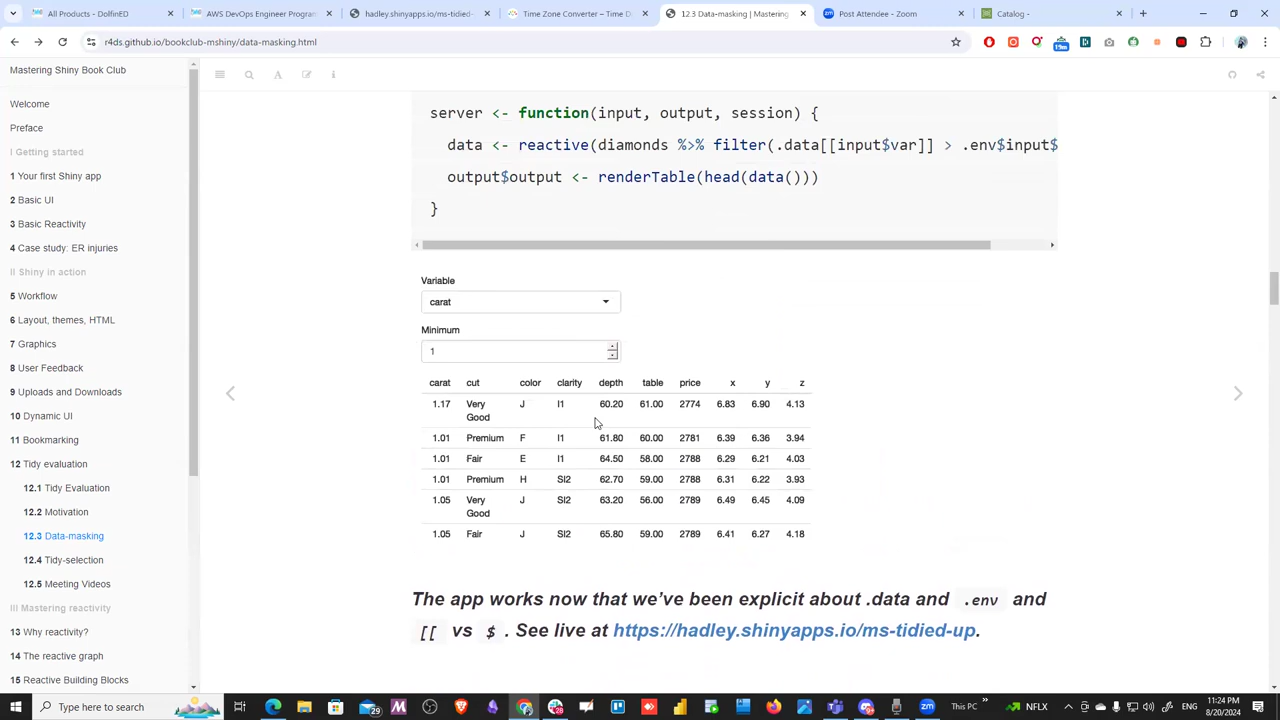 All Products - DolfinED
AWS DevOps Engineer Program
hadley.shinyapps.io/ms-tidied-
Time Zone Converter – Time D
12.3 Data-masking | Mastering
Post Attendee - Zoom
Catalog -
r4ds.github.io/bookclub-mshiny/data-masking.html
19m
Mastering Shiny Book Club
Welcome
Preface
I Getting started
1 Your first Shiny app
2 Basic UI
3 Basic Reactivity
4 Case study: ER injuries
II Shiny in action
5 Workflow
6 Layout, themes, HTML
7 Graphics
8 User Feedback
9 Uploads and Downloads
10 Dynamic UI
11 Bookmarking
12 Tidy evaluation
12.1 Tidy Evaluation
12.2 Motivation
12.3 Data-masking
12.4 Tidy-selection
12.5 Meeting Videos
III Mastering reactivity
13 Why reactivity?
14 The reactive graph
15 Reactive Building Blocks
server <- function(input, output, session) {
data <- reactive(diamonds %>% filter(.data[[input$var]] > .env$input$
output$output <- renderTable(head(data()))
}
Variable
carat
Minimum
1
carat cut color clarity depth table price x y z
1.17 Very Good J I1 60.20 61.00 2774 6.83 6.90 4.13
1.01 Premium F I1 61.80 60.00 2781 6.39 6.36 3.94
1.01 Fair E I1 64.50 58.00 2788 6.29 6.21 4.03
1.01 Premium H SI2 62.70 59.00 2788 6.31 6.22 3.93
1.05 Very Good J SI2 63.20 56.00 2789 6.49 6.45 4.09
1.05 Fair J SI2 65.80 59.00 2789 6.41 6.27 4.18
The app works now that we've been explicit about .data and .env and
[[ vs $ . See live at https://hadley.shinyapps.io/ms-tidied-up.
Type here to search
29
This PC
NFLX
11:24 PM
8/20/2024